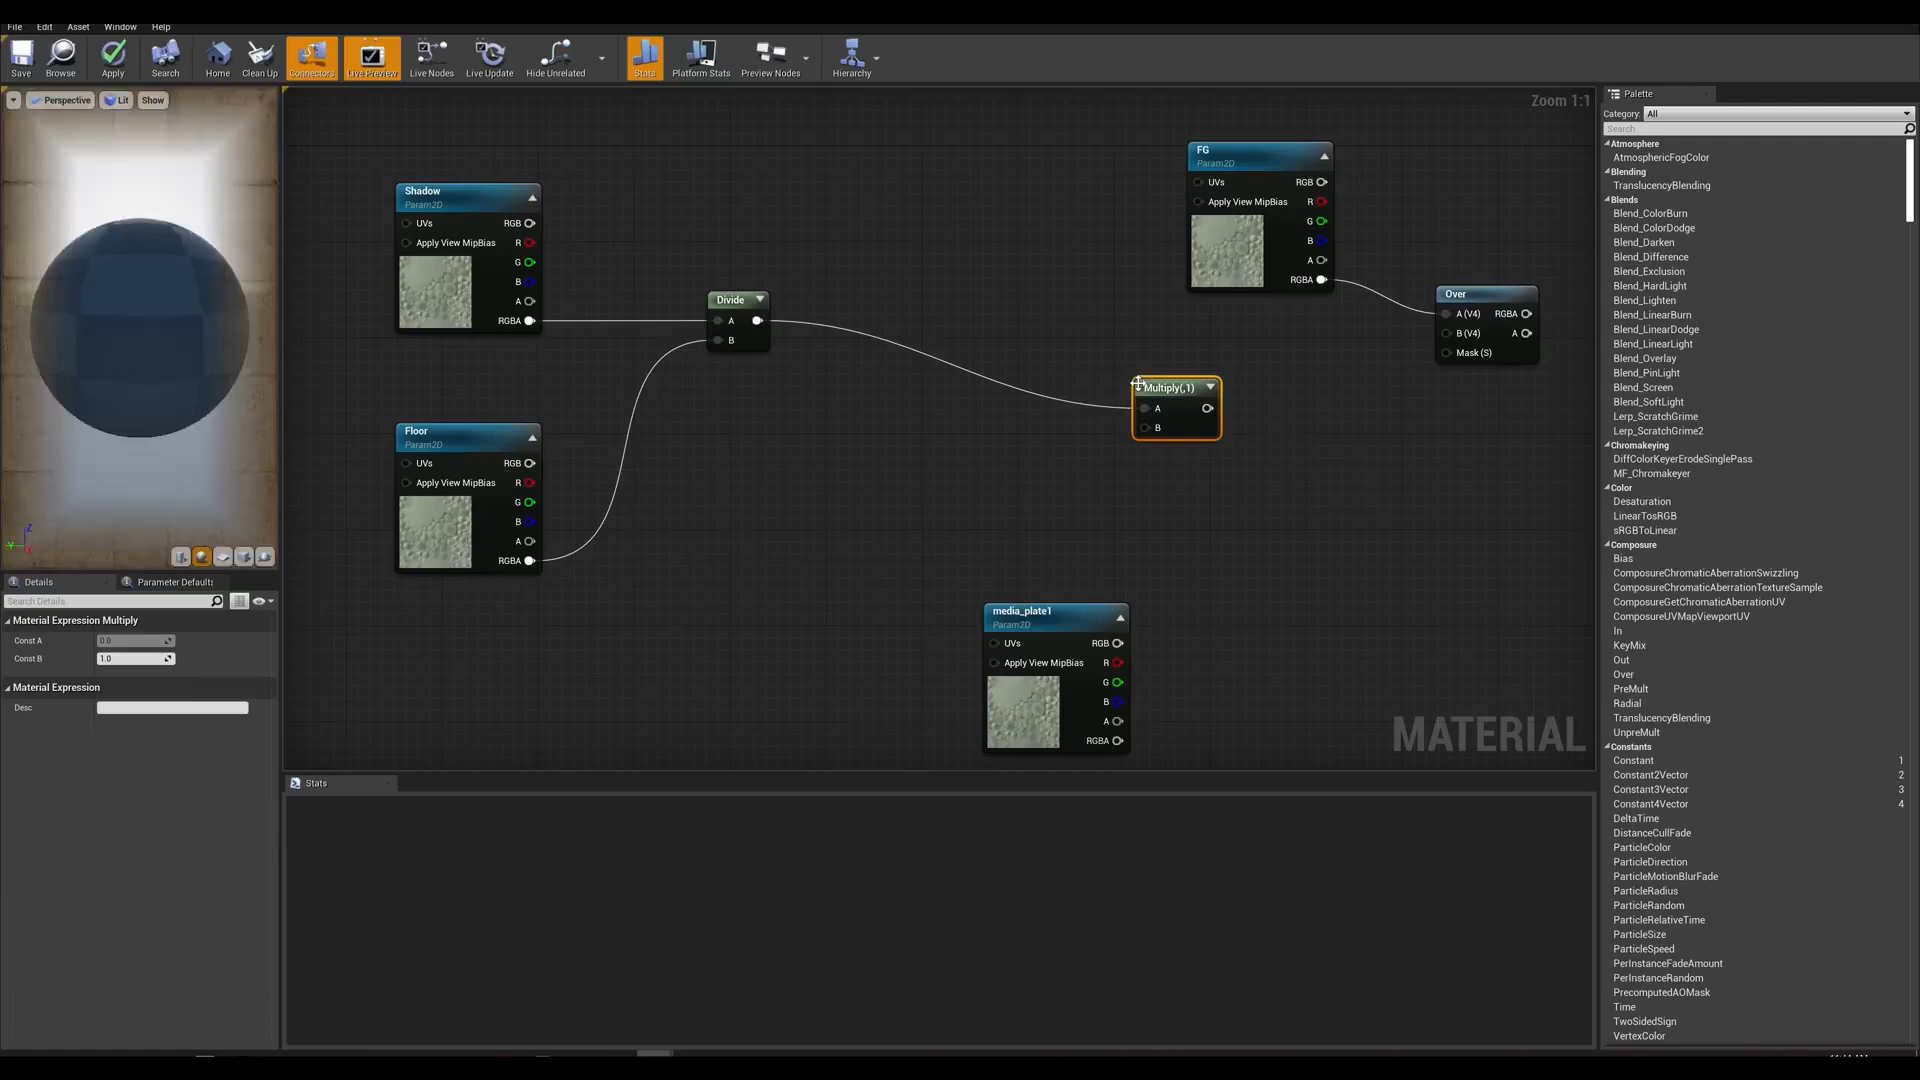 File Edit Asset Window Help
Save Browse Apply Search Home Clean Up Connectors Live Preview Live Nodes Live Update Hide Unrelated Stats Platform Stats Preview Nodes Hierarchy
Perspective Lit Show
Zoom 1:1
Shadow
Param2D
UVs RGB
Apply View MipBias R
G
B
A
RGBA
Divide
A
B
Floor
Param2D
UVs RGB
Apply View MipBias R
G
B
A
RGBA
FG
Param2D
UVs RGB
Apply View MipBias R
G
B
A
RGBA
Over
A (V4) RGBA
B (V4) A
Mask (S)
Multiply(,1)
A
B
media_plate1
Param2D
UVs RGB
Apply View MipBias R
G
B
A
RGBA
MATERIAL
Z
Y
X
Details Parameter Defaults
Search Details
Material Expression Multiply
Const A 0.0
Const B 1.0
Material Expression
Desc
Stats
Palette
Category: All
Search
Atmosphere
AtmosphericFogColor
Blending
TranslucencyBlending
Blends
Blend_ColorBurn
Blend_ColorDodge
Blend_Darken
Blend_Difference
Blend_Exclusion
Blend_HardLight
Blend_Lighten
Blend_LinearBurn
Blend_LinearDodge
Blend_LinearLight
Blend_Overlay
Blend_PinLight
Blend_Screen
Blend_SoftLight
Lerp_ScratchGrime
Lerp_ScratchGrime2
Chromakeying
DiffColorKeyerErodeSinglePass
MF_Chromakeyer
Color
Desaturation
LinearTosRGB
sRGBToLinear
Composure
Bias
ComposureChromaticAberrationSwizzling
ComposureChromaticAberrationTextureSample
ComposureGetChromaticAberrationUV
ComposureUVMapViewportUV
In
KeyMix
Out
Over
PreMult
Radial
TranslucencyBlending
UnpreMult
Constants
Constant 1
Constant2Vector 2
Constant3Vector 3
Constant4Vector 4
DeltaTime
DistanceCullFade
ParticleColor
ParticleDirection
ParticleMotionBlurFade
ParticleRadius
ParticleRandom
ParticleRelativeTime
ParticleSize
ParticleSpeed
PerInstanceFadeAmount
PerInstanceRandom
PrecomputedAOMask
Time
TwoSidedSign
VertexColor